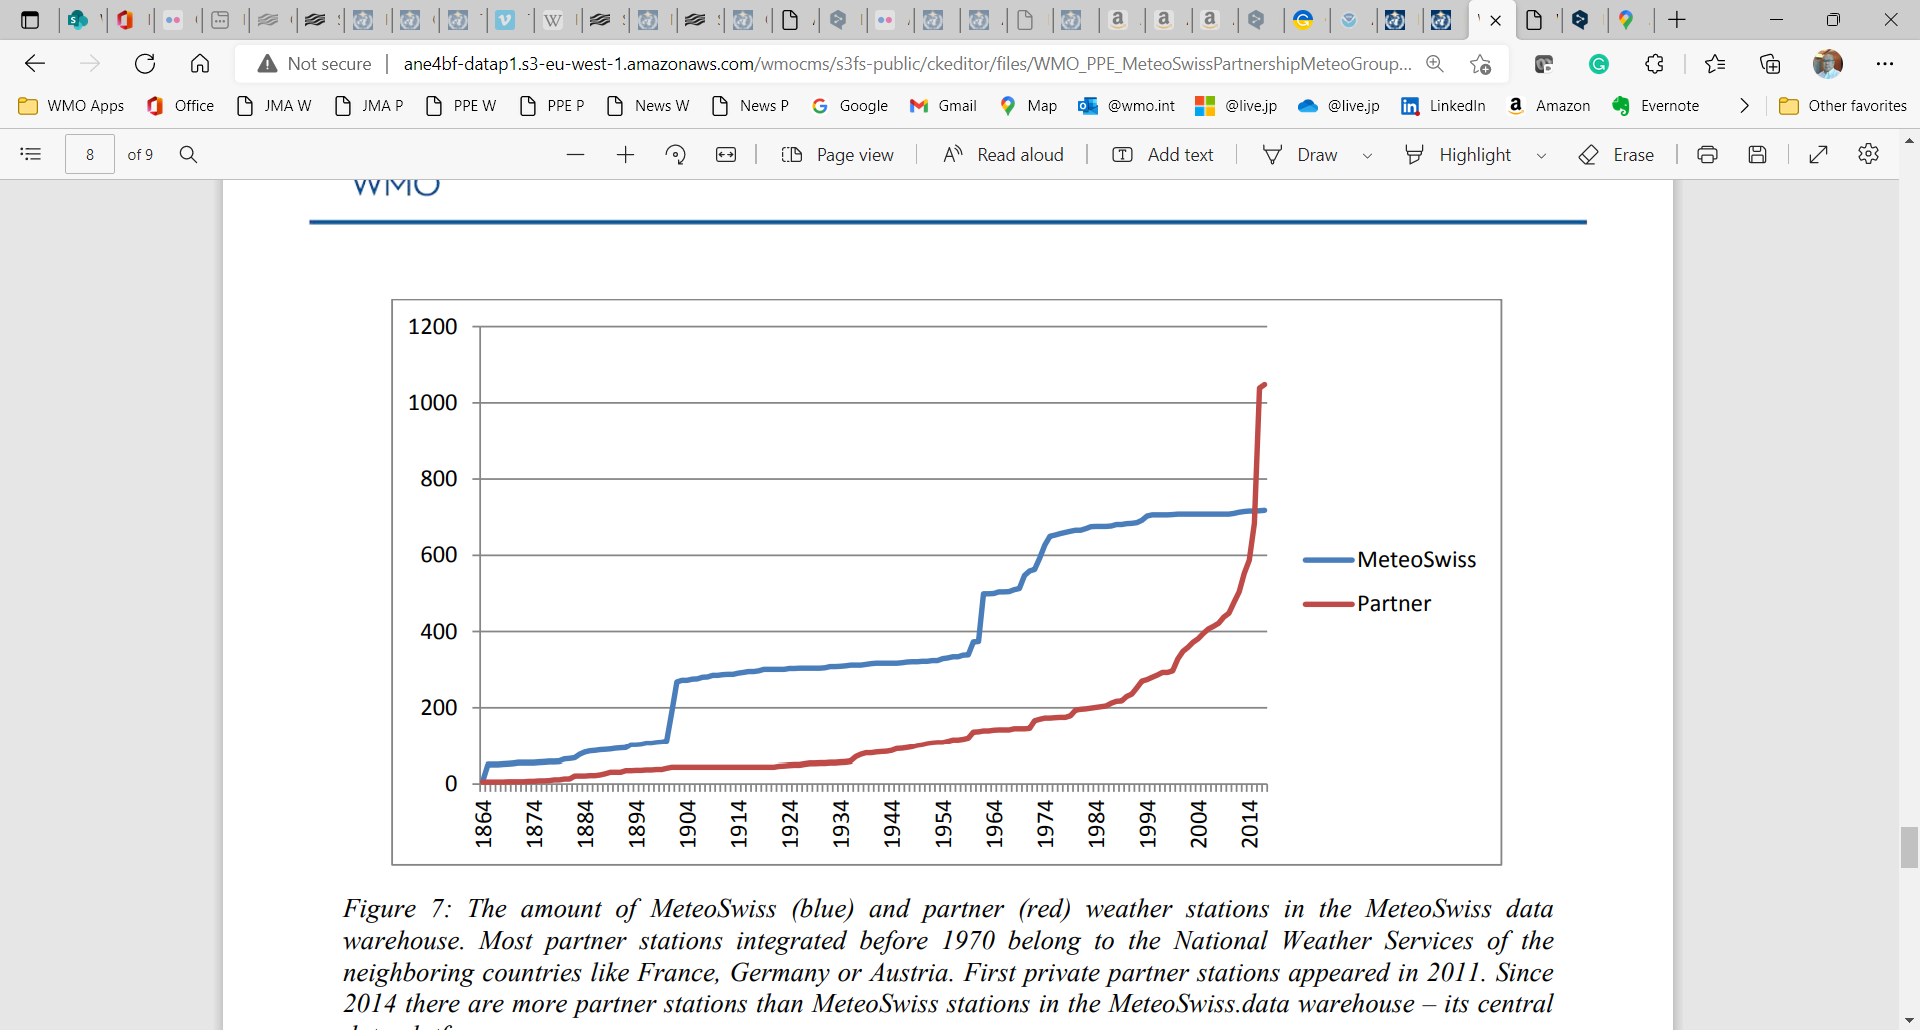 Not secure
ane4bf-datap1.s3-eu-west-1.amazonaws.com/wmocms/s3fs-public/ckeditor/files/WMO_PPE_MeteoSwissPartnershipMeteoGroup...
WMO Apps
Office
JMA W
JMA P
PPE W
PPE P
News W
News P
Google
Gmail
Map
@wmo.int
@live.jp
@live.jp
LinkedIn
Amazon
Evernote
Other favorites
8 of 9
Page view
Read aloud
Add text
Draw
Highlight
Erase
WMO
1200
1000
800
600
400
200
0
1864
1874
1884
1894
1904
1914
1924
1934
1944
1954
1964
1974
1984
1994
2004
2014
MeteoSwiss
Partner
Figure 7: The amount of MeteoSwiss (blue) and partner (red) weather stations in the MeteoSwiss data
warehouse. Most partner stations integrated before 1970 belong to the National Weather Services of the
neighboring countries like France, Germany or Austria. First private partner stations appeared in 2011. Since
2014 there are more partner stations than MeteoSwiss stations in the MeteoSwiss.data warehouse – its central